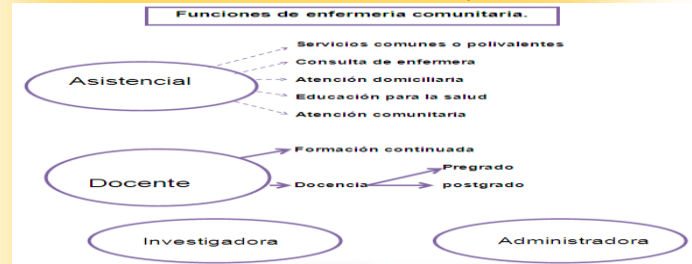 Funciones de enfermeria comunitaria.
Servicios comunes o polivalentes
Consulta de enfermera
Asistencial
Atención domiciliaria
Educación para la salud
Atención comunitaria
Formación continuada
Pregrado
Docente
Docencia
postgrado
Investigadora
Administradora